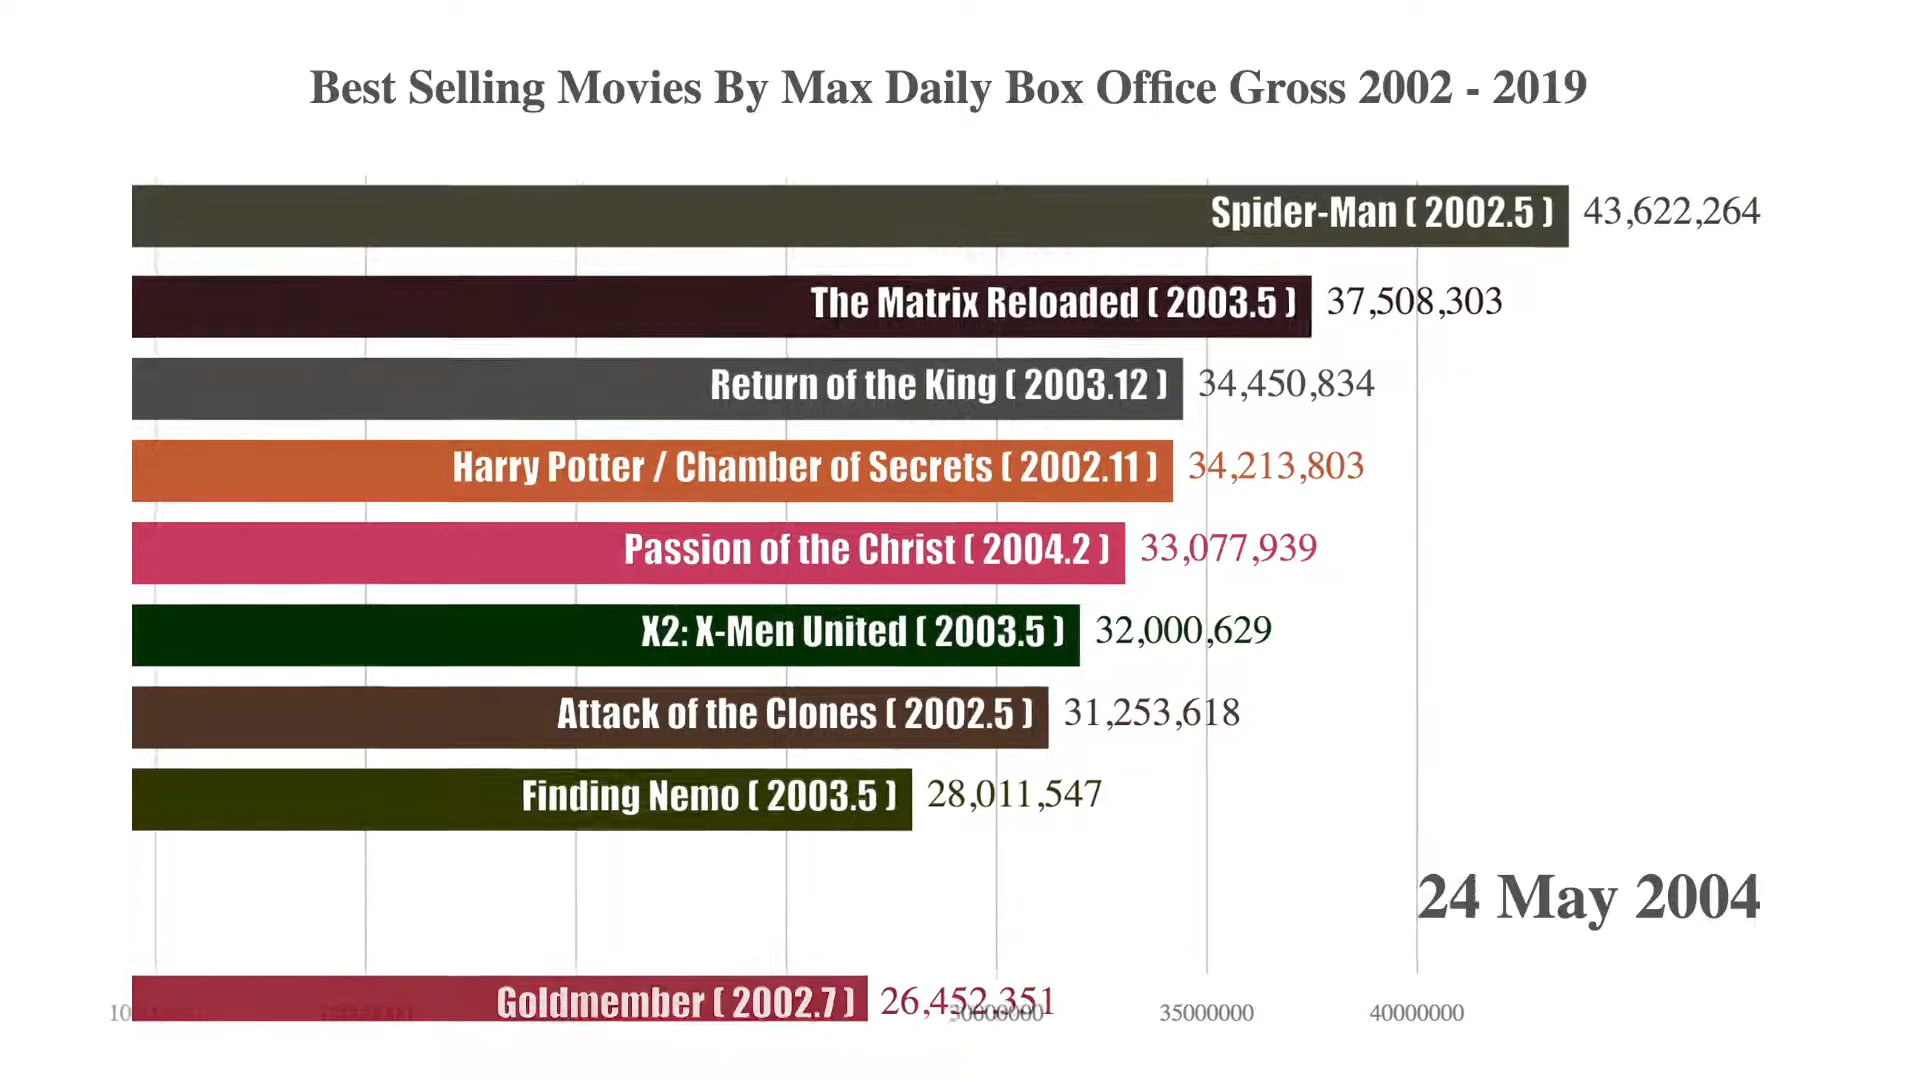 Best Selling Movies By Max Daily Box Office Gross 2002 - 2019
Spider-Man ( 2002.5 ) 43,622,264
The Matrix Reloaded ( 2003.5 ) 37,508,303
Return of the King ( 2003.12 ) 34,450,834
Harry Potter / Chamber of Secrets ( 2002.11 ) 34,213,803
Passion of the Christ ( 2004.2 ) 33,077,939
X2: X-Men United ( 2003.5 ) 32,000,629
Attack of the Clones ( 2002.5 ) 31,253,618
Finding Nemo ( 2003.5 ) 28,011,547
24 May 2004
Goldmember ( 2002.7 ) 26,452,351
30000000 35000000 40000000